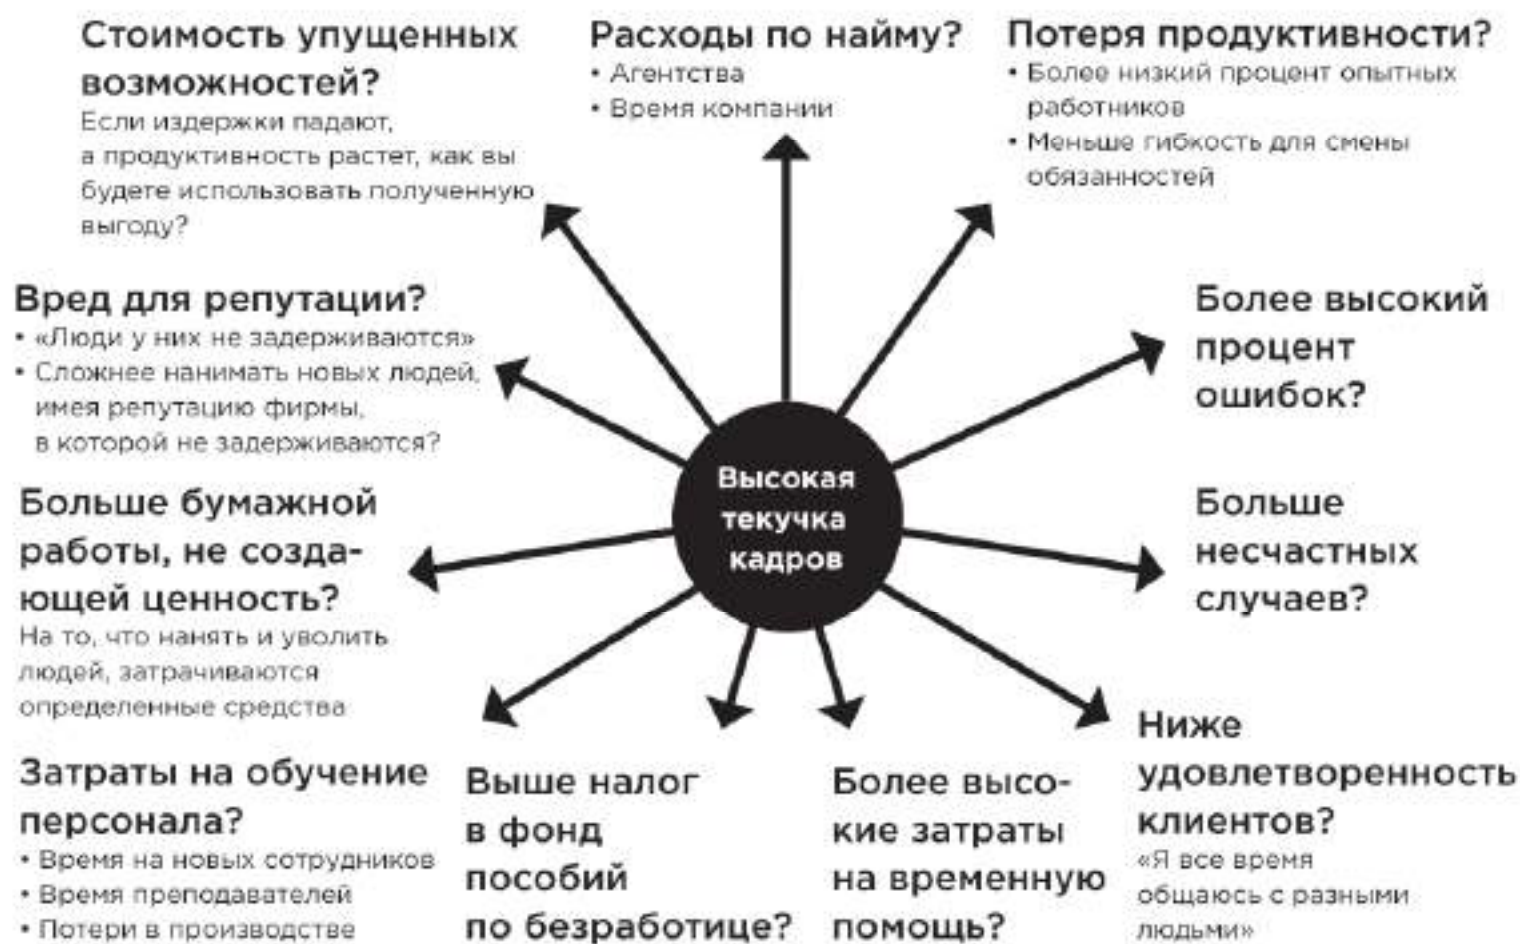 Стоимость упущенных
возможностей?
Если издержки падают,
а продуктивность растет, как вы
будете использовать полученную
выгоду?
Расходы по найму?
• Агентства
• Время компании
Потеря продуктивности?
• Более низкий процент опытных
работников
• Меньше гибкость для смены
обязанностей
Вред для репутации?
• «Люди у них не задерживаются»
• Сложнее нанимать новых людей,
имея репутацию фирмы,
в которой не задерживаются?
Более высокий
процент
ошибок?
Высокая
текучка
кадров
Больше бумажной
работы, не созда-
ющей ценность?
На то, что нанять и уволить
людей, затрачиваются
определенные средства
Больше
несчастных
случаев?
Затраты на обучение
персонала?
• Время на новых сотрудников
• Время преподавателей
• Потери в производстве
Выше налог
в фонд
пособий
по безработице?
Более высо-
кие затраты
на временную
помощь?
Ниже
удовлетворенность
клиентов?
«Я все время
общаюсь с разными
людьми»